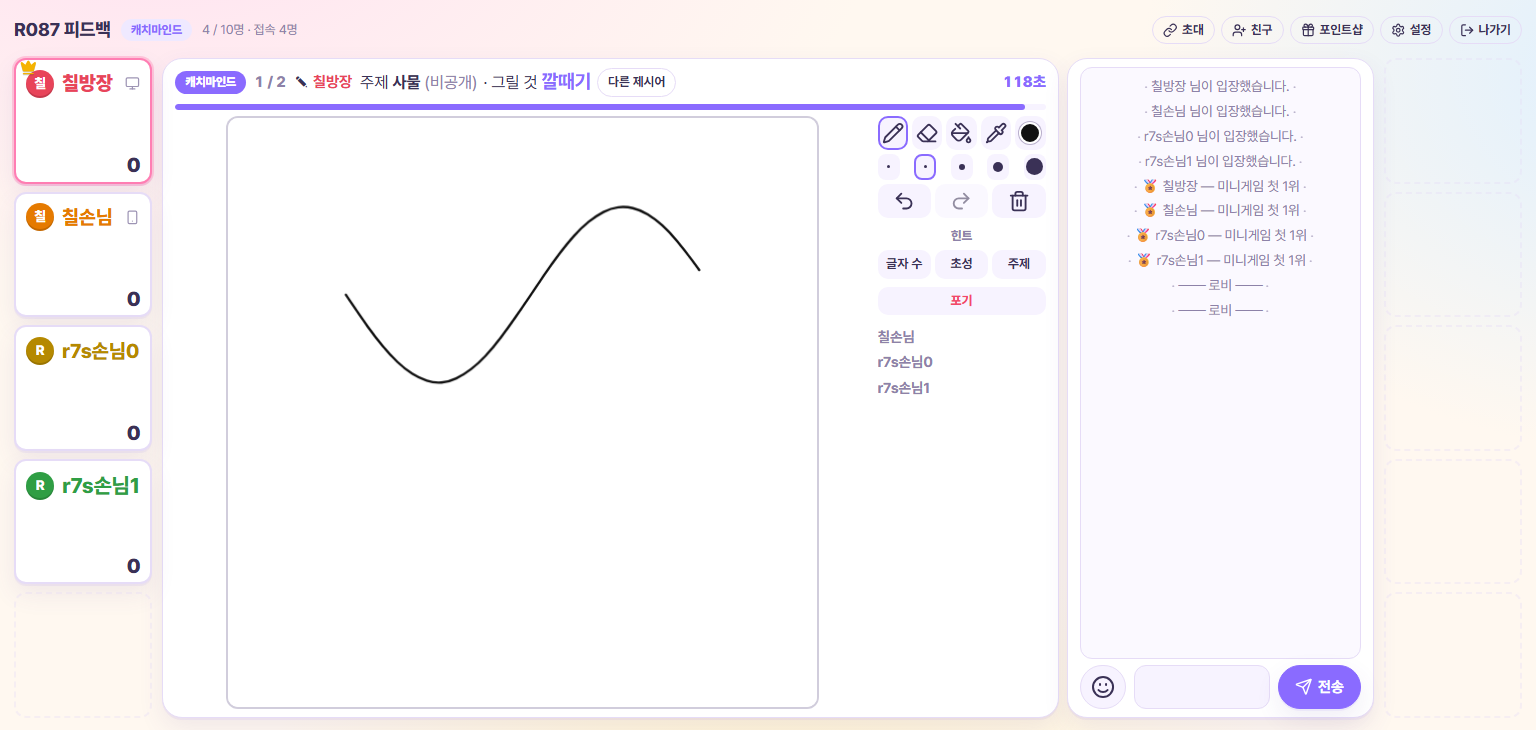 R087 피드백 캐치마인드 4 / 10명 · 접속 4명 초대 친구 포인트샵 설정 나가기
칠 칠방장
0
칠 칠손님
0
R r7s손님0
0
R r7s손님1
0
캐치마인드 1 / 2 칠방장 주제 사물 (비공개) · 그릴 것 깔때기 다른 제시어 118초
힌트
글자 수 초성 주제
포기
칠손님
r7s손님0
r7s손님1
· 칠방장 님이 입장했습니다. ·
· 칠손님 님이 입장했습니다. ·
· r7s손님0 님이 입장했습니다. ·
· r7s손님1 님이 입장했습니다. ·
· 🏅 칠방장 — 미니게임 첫 1위 ·
· 🏅 칠손님 — 미니게임 첫 1위 ·
· 🏅 r7s손님0 — 미니게임 첫 1위 ·
· 🏅 r7s손님1 — 미니게임 첫 1위 ·
· —— 로비 —— ·
· —— 로비 —— ·
전송